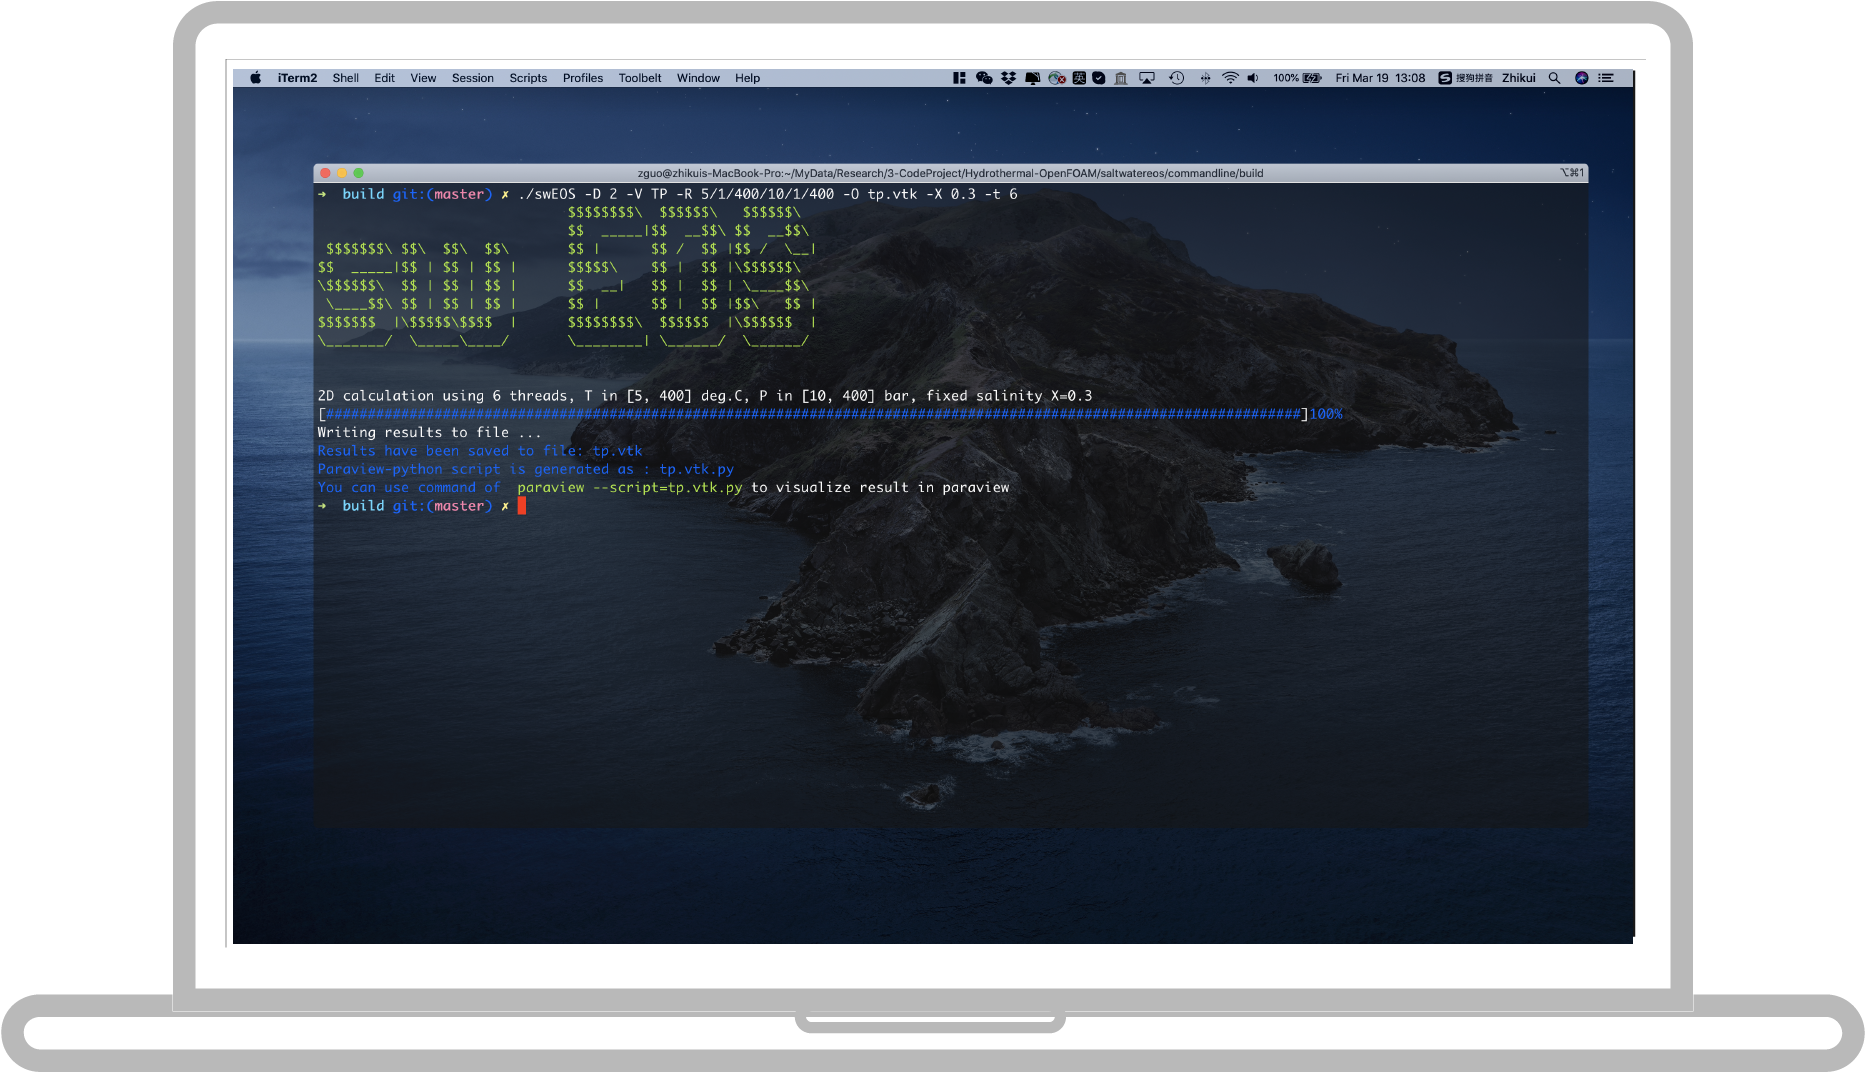 iTerm2 Shell Edit View Session Scripts Profiles Toolbelt Window Help 英 100% Fri Mar 19 13:08 S 搜狗拼音 Zhikui
zguo@zhikuis-MacBook-Pro:~/MyData/Research/3-CodeProject/Hydrothermal-OpenFOAM/saltwatereos/commandline/build ⌥⌘1
➜  build git:(master) ✗ ./swEOS -D 2 -V TP -R 5/1/400/10/1/400 -O tp.vtk -X 0.3 -t 6
                              $$$$$$$$\  $$$$$$\   $$$$$$\
                              $$  _____|$$  __$$\ $$  __$$\
 $$$$$$$\ $$\  $$\  $$\       $$ |      $$ /  $$ |$$ /  \__|
$$  _____|$$ | $$ | $$ |      $$$$$\    $$ |  $$ |\$$$$$$\
\$$$$$$\  $$ | $$ | $$ |      $$  __|   $$ |  $$ | \____$$\
 \____$$\ $$ | $$ | $$ |      $$ |      $$ |  $$ |$$\   $$ |
$$$$$$$  |\$$$$$\$$$$  |      $$$$$$$$\  $$$$$$  |\$$$$$$  |
\_______/  \_____\____/       \________| \______/  \______/
2D calculation using 6 threads, T in [5, 400] deg.C, P in [10, 400] bar, fixed salinity X=0.3
[#####################################################################################################################]100%
Writing results to file ...
Results have been saved to file: tp.vtk
Paraview-python script is generated as : tp.vtk.py
You can use command of  paraview --script=tp.vtk.py to visualize result in paraview
➜  build git:(master) ✗